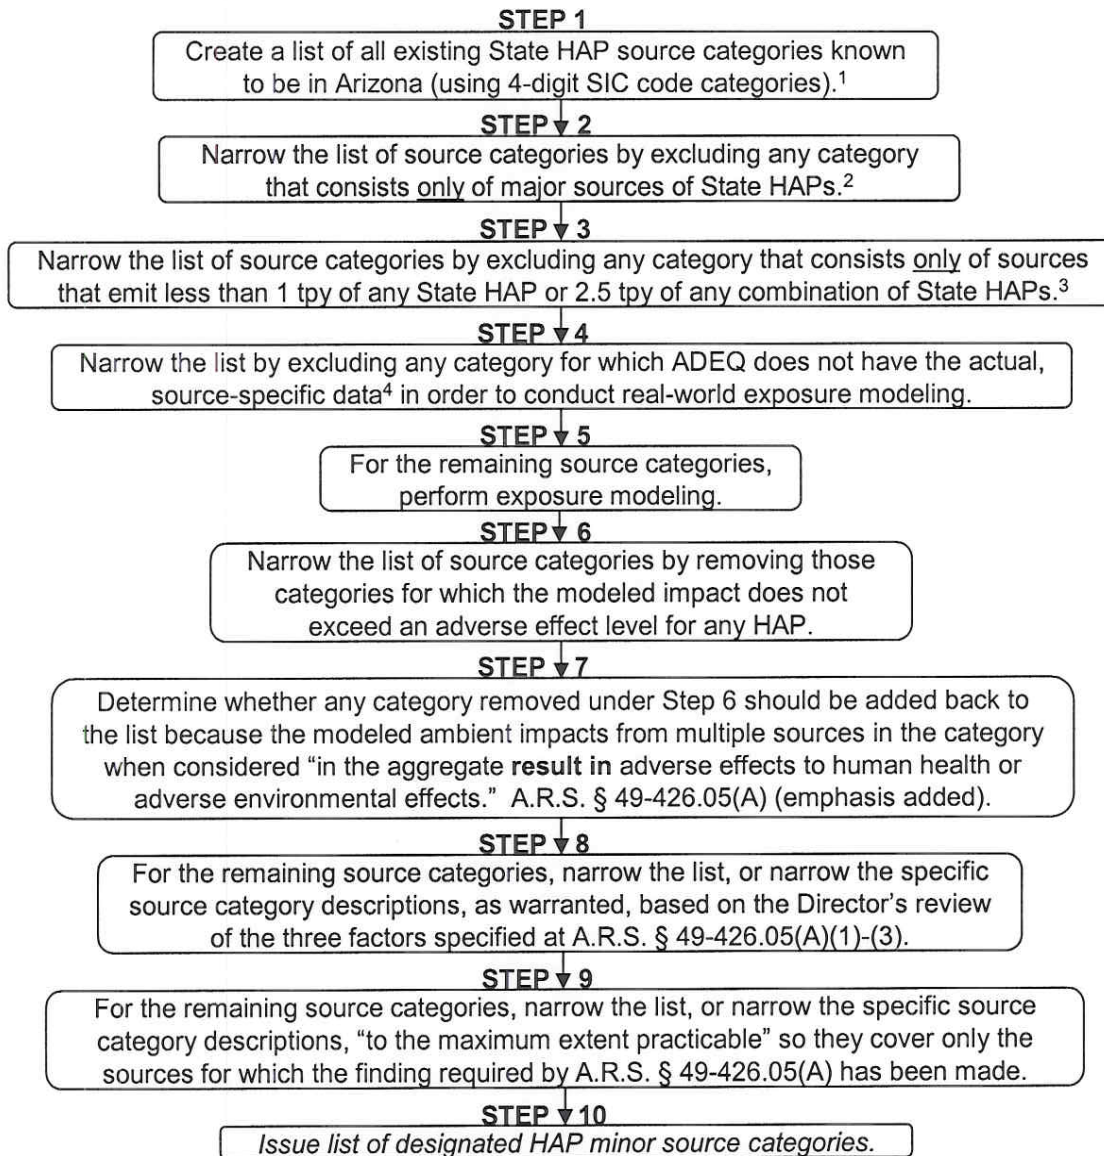 STEP 1
Create a list of all existing State HAP source categories known
to be in Arizona (using 4-digit SIC code categories).¹
STEP 2
Narrow the list of source categories by excluding any category
that consists only of major sources of State HAPs.²
STEP 3
Narrow the list of source categories by excluding any category that consists only of sources
that emit less than 1 tpy of any State HAP or 2.5 tpy of any combination of State HAPs.³
STEP 4
Narrow the list by excluding any category for which ADEQ does not have the actual,
source-specific data⁴ in order to conduct real-world exposure modeling.
STEP 5
For the remaining source categories,
perform exposure modeling.
STEP 6
Narrow the list of source categories by removing those
categories for which the modeled impact does not
exceed an adverse effect level for any HAP.
STEP 7
Determine whether any category removed under Step 6 should be added back to
the list because the modeled ambient impacts from multiple sources in the category
when considered “in the aggregate result in adverse effects to human health or
adverse environmental effects.” A.R.S. § 49-426.05(A) (emphasis added).
STEP 8
For the remaining source categories, narrow the list, or narrow the specific
source category descriptions, as warranted, based on the Director’s review
of the three factors specified at A.R.S. § 49-426.05(A)(1)-(3).
STEP 9
For the remaining source categories, narrow the list, or narrow the specific source
category descriptions, “to the maximum extent practicable” so they cover only the
sources for which the finding required by A.R.S. § 49-426.05(A) has been made.
STEP 10
Issue list of designated HAP minor source categories.